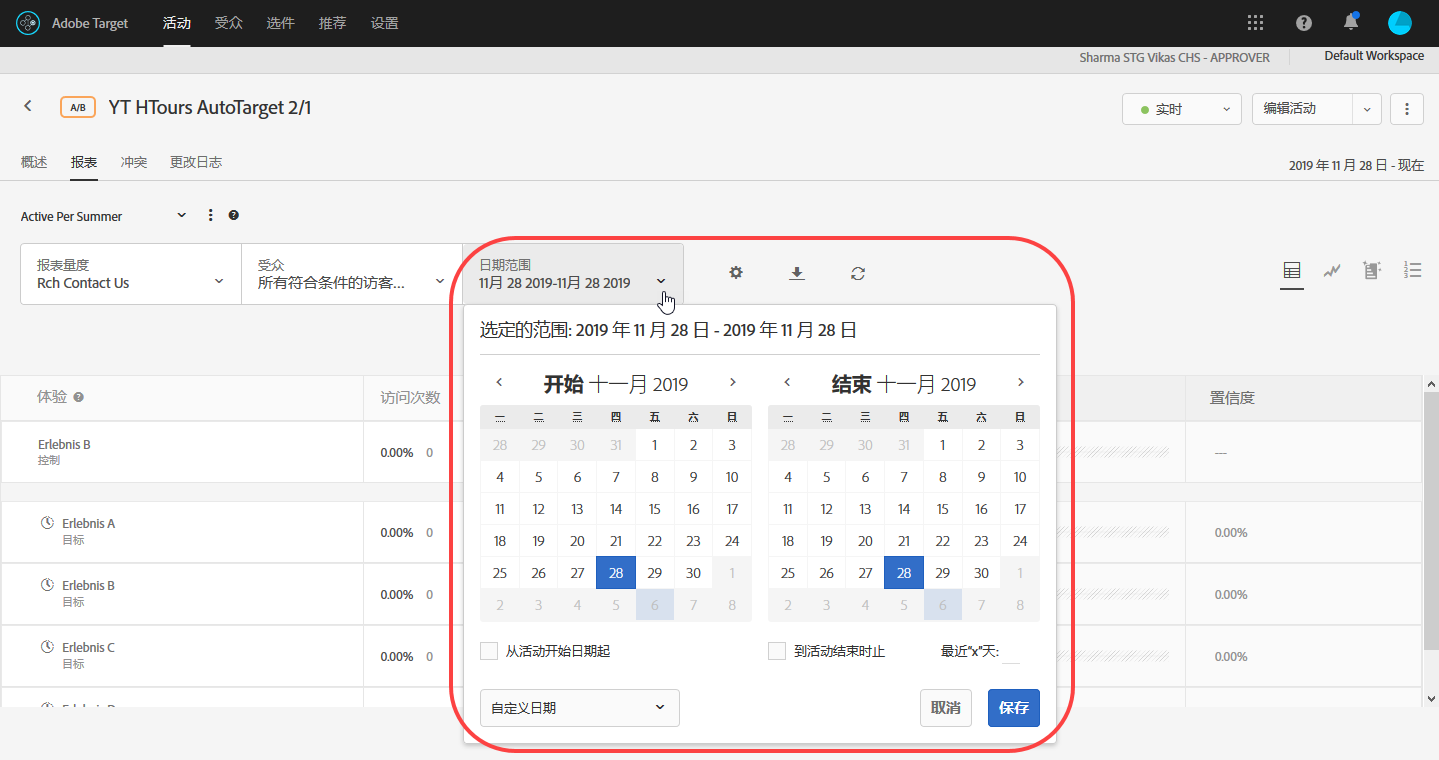 Adobe Target 活动 受众 选件 推荐 设置
Sharma STG Vikas CHS - APPROVER Default Workspace
A/B YT HTours AutoTarget 2/1 实时 编辑活动
概述 报表 冲突 更改日志 2019 年 11 月 28 日 - 现在
Active Per Summer
报表量度 受众 日期范围
Rch Contact Us 所有符合条件的访客... 11月 28 2019-11月 28 2019
选定的范围: 2019 年 11 月 28 日 - 2019 年 11 月 28 日
开始 十一月 2019 结束 十一月 2019
体验 访问次数 置信度
一 二 三 四 五 六 日 一 二 三 四 五 六 日
28 29 30 31 1 2 3 28 29 30 31 1 2 3
Erlebnis B
控制
0.00% 0 ---
4 5 6 7 8 9 10 4 5 6 7 8 9 10
11 12 13 14 15 16 17 11 12 13 14 15 16 17
Erlebnis A
目标
0.00% 0 0.00%
18 19 20 21 22 23 24 18 19 20 21 22 23 24
25 26 27 28 29 30 1 25 26 27 28 29 30 1
Erlebnis B
目标
0.00% 0 0.00%
2 3 4 5 6 7 8 2 3 4 5 6 7 8
Erlebnis C
目标
0.00% 0 0.00%
从活动开始日期起 到活动结束时止 最近“x”天:
自定义日期 取消 保存